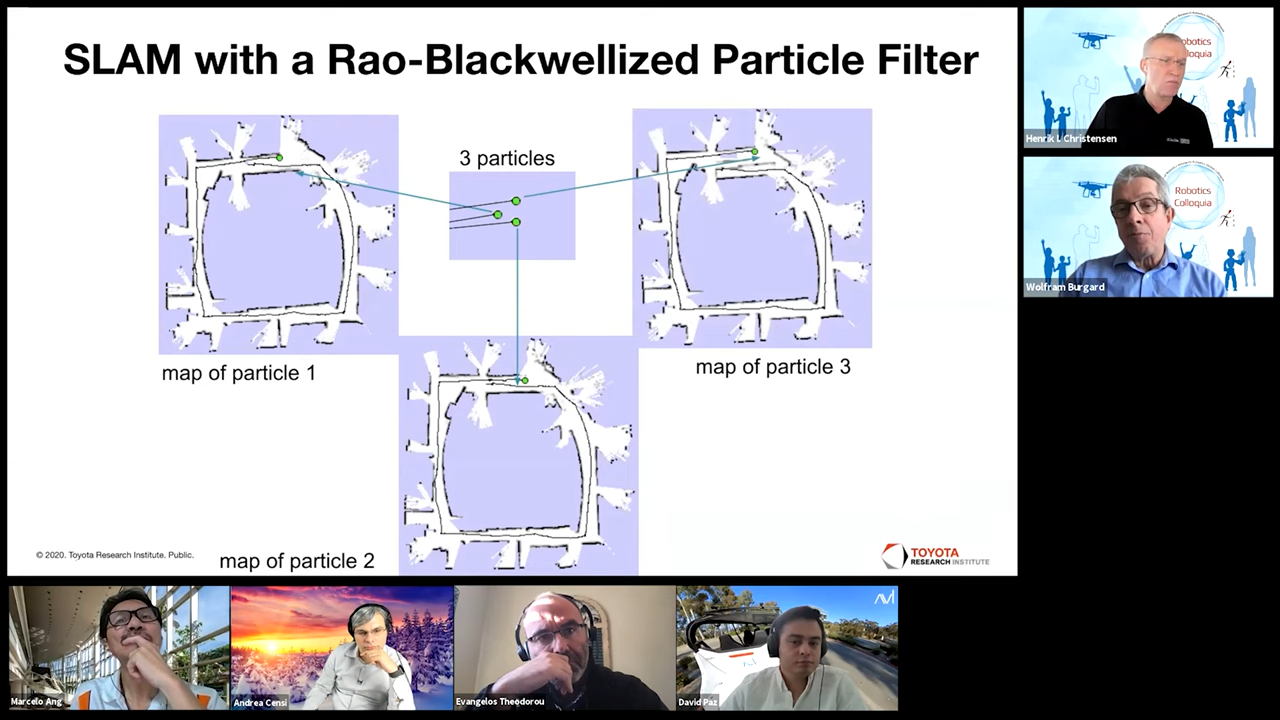 SLAM with a Rao-Blackwellized Particle Filter
3 particles
map of particle 1
map of particle 3
map of particle 2
© 2020. Toyota Research Institute. Public.
TOYOTA
RESEARCH INSTITUTE
Robotics
Colloquia
Henrik I. Christensen
Robotics
Colloquia
Wolfram Burgard
Marcelo Ang
Andrea Censi
Evangelos Theodorou
David Paz